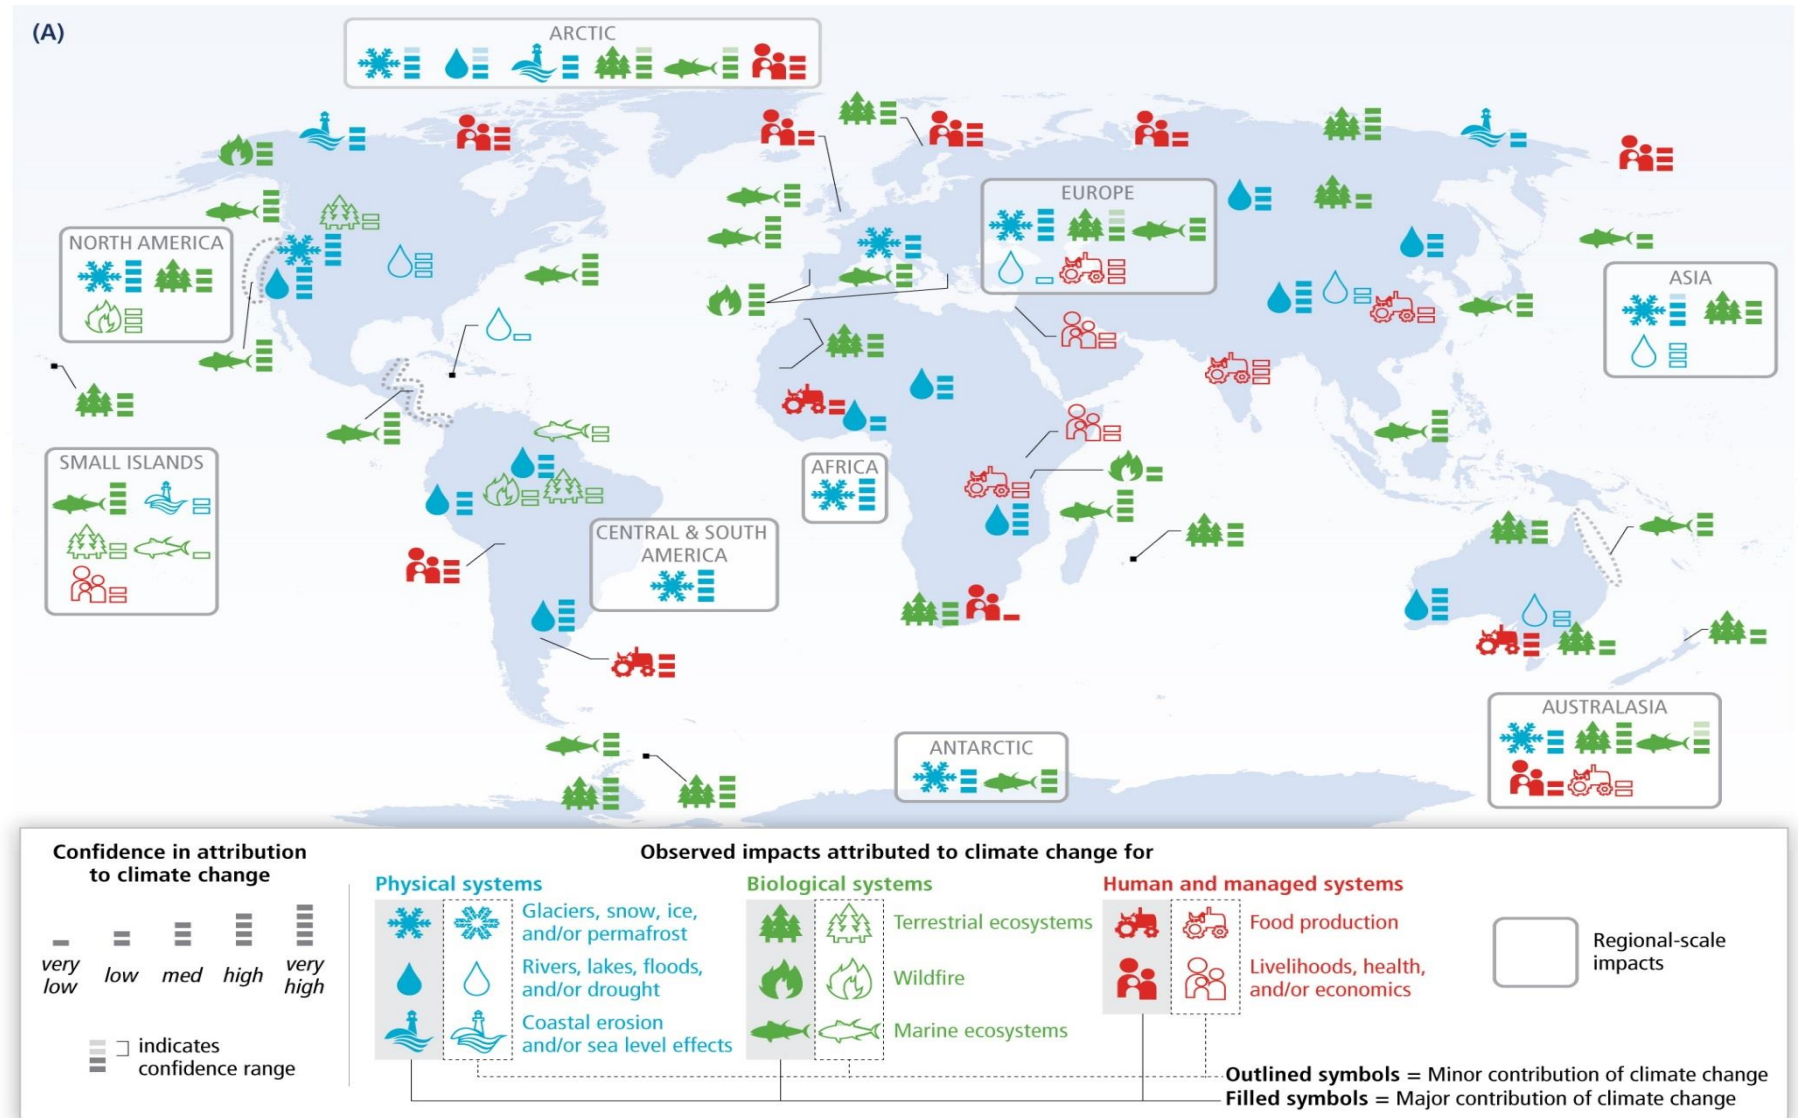 (A)
ARCTIC
NORTH AMERICA
EUROPE
ASIA
SMALL ISLANDS
AFRICA
CENTRAL & SOUTH
AMERICA
AUSTRALASIA
ANTARCTIC
Confidence in attribution
to climate change
very
low
low
med
high
very
high
indicates
confidence range
Observed impacts attributed to climate change for
Physical systems
Glaciers, snow, ice,
and/or permafrost
Rivers, lakes, floods,
and/or drought
Coastal erosion
and/or sea level effects
Biological systems
Terrestrial ecosystems
Wildfire
Marine ecosystems
Human and managed systems
Food production
Livelihoods, health,
and/or economics
Regional-scale
impacts
Outlined symbols = Minor contribution of climate change
Filled symbols = Major contribution of climate change